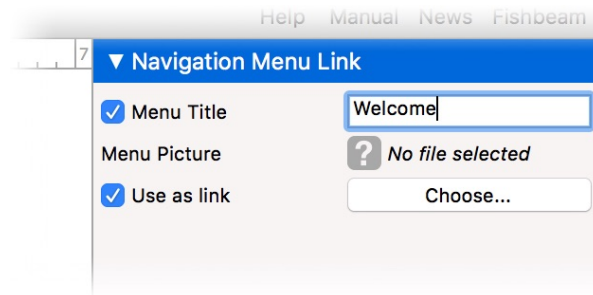 Help Manual News Fishbeam
7
▼ Navigation Menu Link
Menu Title Welcome
Menu Picture ? No file selected
Use as link Choose...